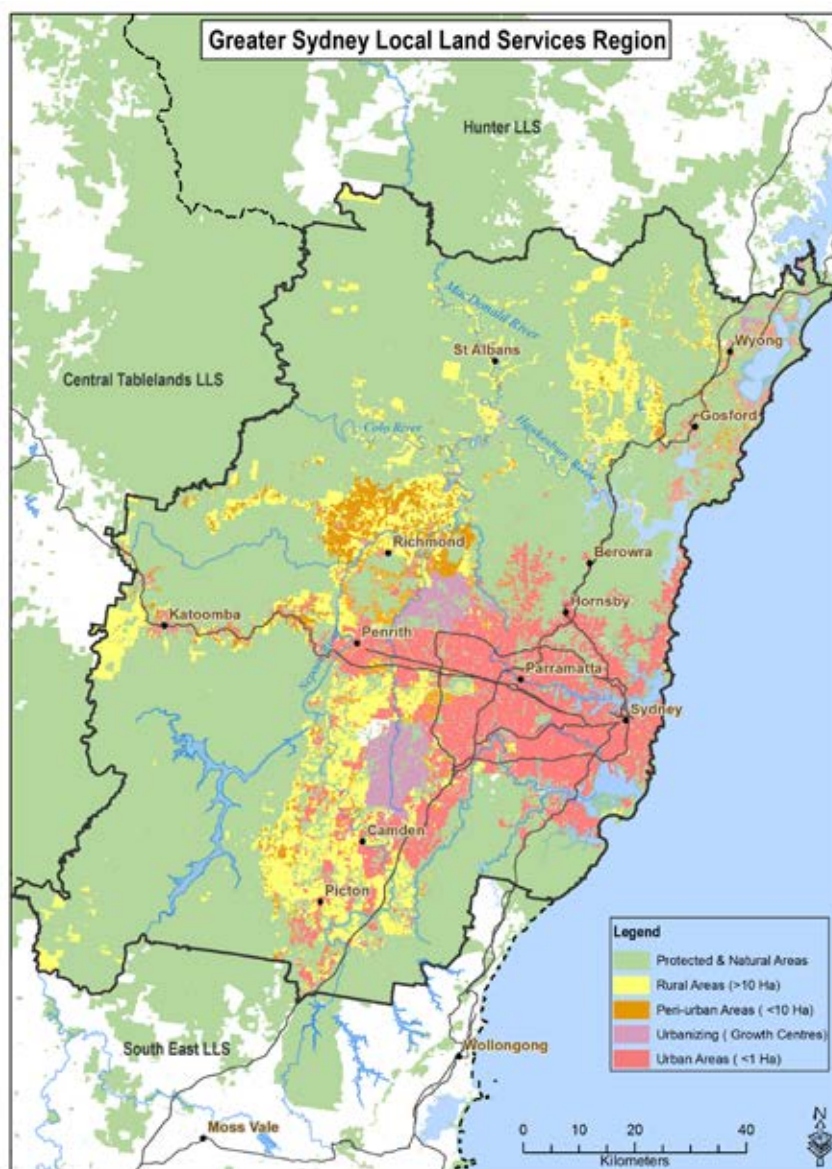 Greater Sydney Local Land Services Region
Hunter LLS
MacDonald River
St Albans
Wyong
Central Tablelands LLS
Gosford
Colo River
Hawkesbury River
Richmond
Berowra
Hornsby
Katoomba
Penrith
Parramatta
Sydney
Camden
Picton
Legend
Protected & Natural Areas
Rural Areas (>10 Ha)
Peri-urban Areas ( <10 Ha)
Urbanizing ( Growth Centres)
Urban Areas ( <1 Ha)
South East LLS
Wollongong
Moss Vale
N
0 10 20 40
Kilometers